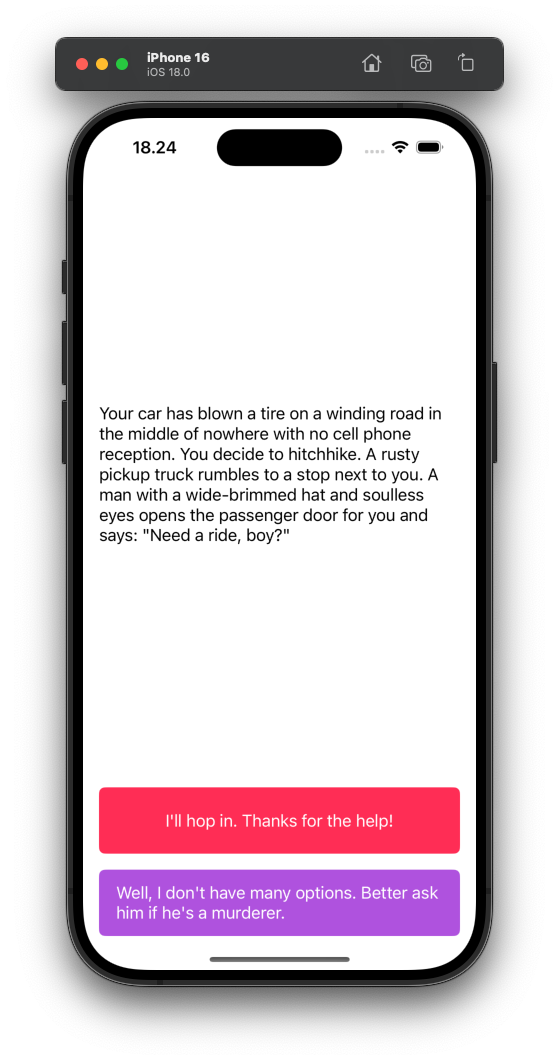 iPhone 16
iOS 18.0
18.24
Your car has blown a tire on a winding road in
the middle of nowhere with no cell phone
reception. You decide to hitchhike. A rusty
pickup truck rumbles to a stop next to you. A
man with a wide-brimmed hat and soulless
eyes opens the passenger door for you and
says: "Need a ride, boy?"
I'll hop in. Thanks for the help!
Well, I don't have many options. Better ask
him if he's a murderer.